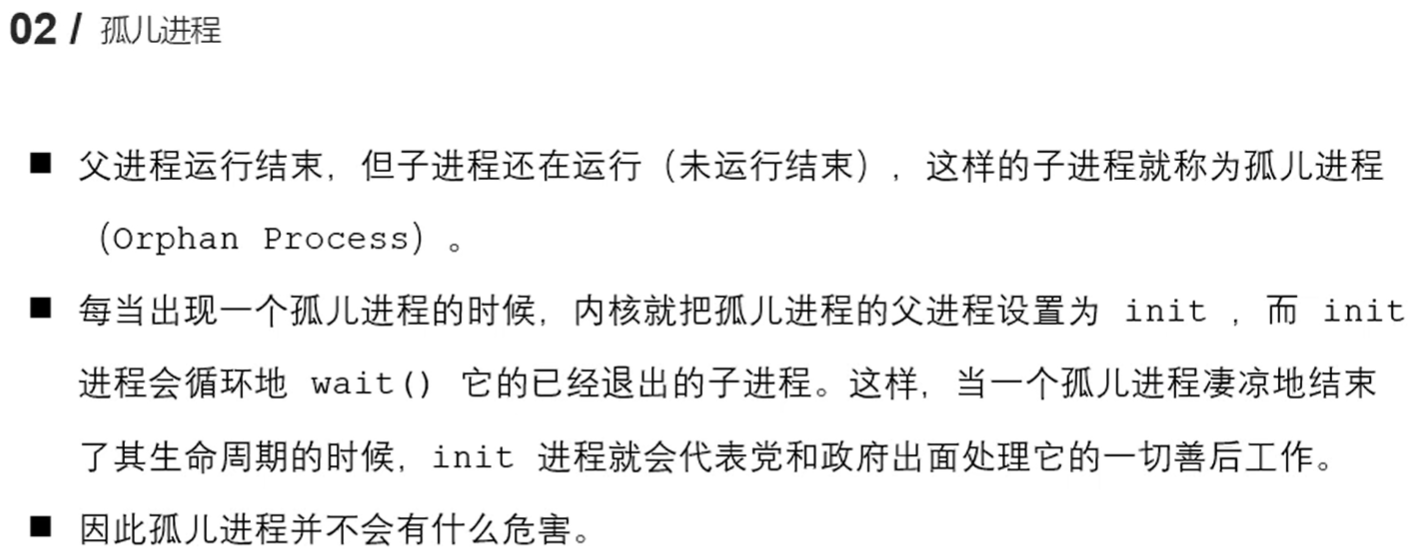 02 / 孤儿进程
■ 父进程运行结束，但子进程还在运行（未运行结束），这样的子进程就称为孤儿进程
（Orphan Process）。
■ 每当出现一个孤儿进程的时候，内核就把孤儿进程的父进程设置为 init ，而 init
进程会循环地 wait() 它的已经退出的子进程。这样，当一个孤儿进程凄凉地结束
了其生命周期的时候，init 进程就会代表党和政府出面处理它的一切善后工作。
■ 因此孤儿进程并不会有什么危害。